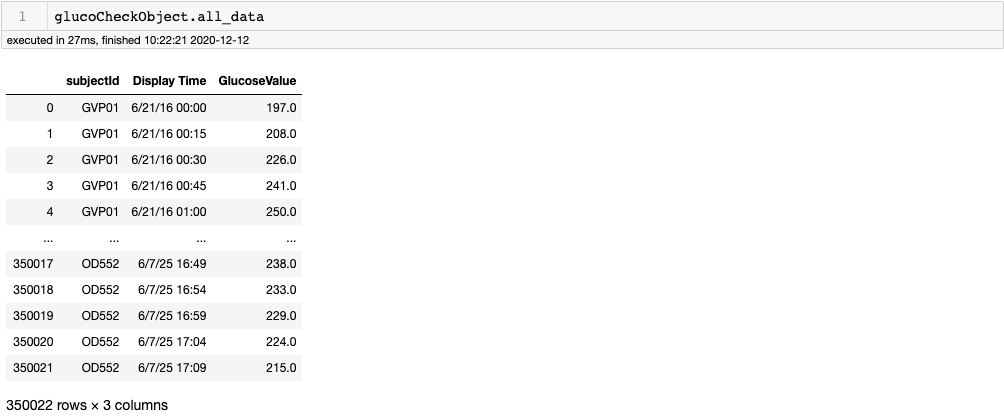 1 glucoCheckObject.all_data
executed in 27ms, finished 10:22:21 2020-12-12
subjectId Display Time GlucoseValue
0 GVP01 6/21/16 00:00 197.0
1 GVP01 6/21/16 00:15 208.0
2 GVP01 6/21/16 00:30 226.0
3 GVP01 6/21/16 00:45 241.0
4 GVP01 6/21/16 01:00 250.0
... ... ... ...
350017 OD552 6/7/25 16:49 238.0
350018 OD552 6/7/25 16:54 233.0
350019 OD552 6/7/25 16:59 229.0
350020 OD552 6/7/25 17:04 224.0
350021 OD552 6/7/25 17:09 215.0
350022 rows × 3 columns